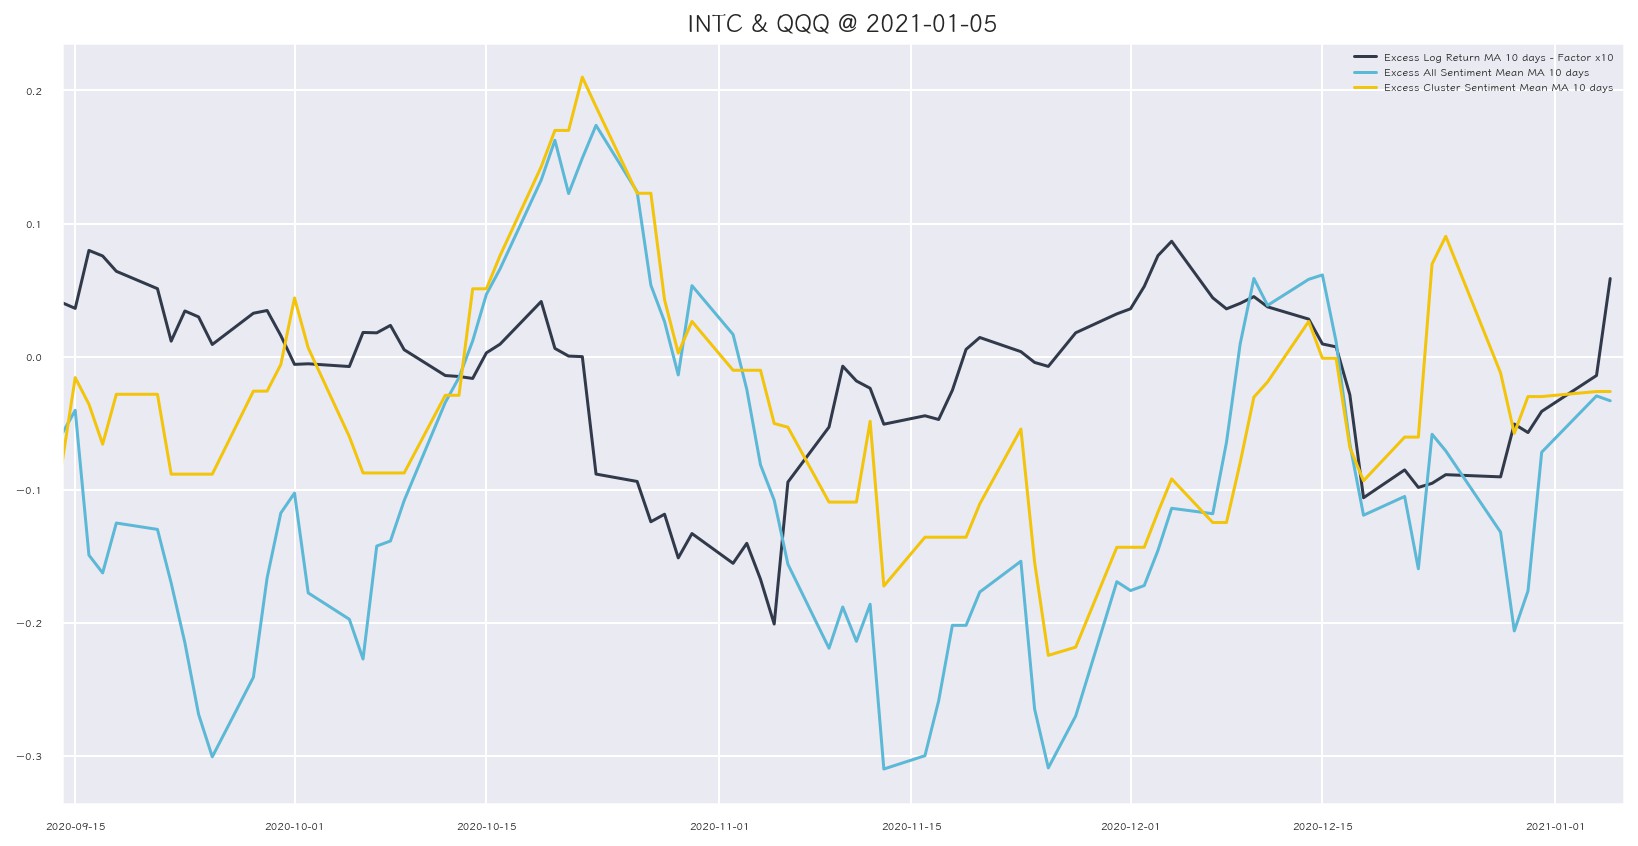 INTC & QQQ @ 2021-01-05
Excess Log Return MA 10 days - Factor x10
Excess All Sentiment Mean MA 10 days
Excess Cluster Sentiment Mean MA 10 days
0.2
0.1
0.0
−0.1
−0.2
−0.3
2020-09-15 2020-10-01 2020-10-15 2020-11-01 2020-11-15 2020-12-01 2020-12-15 2021-01-01